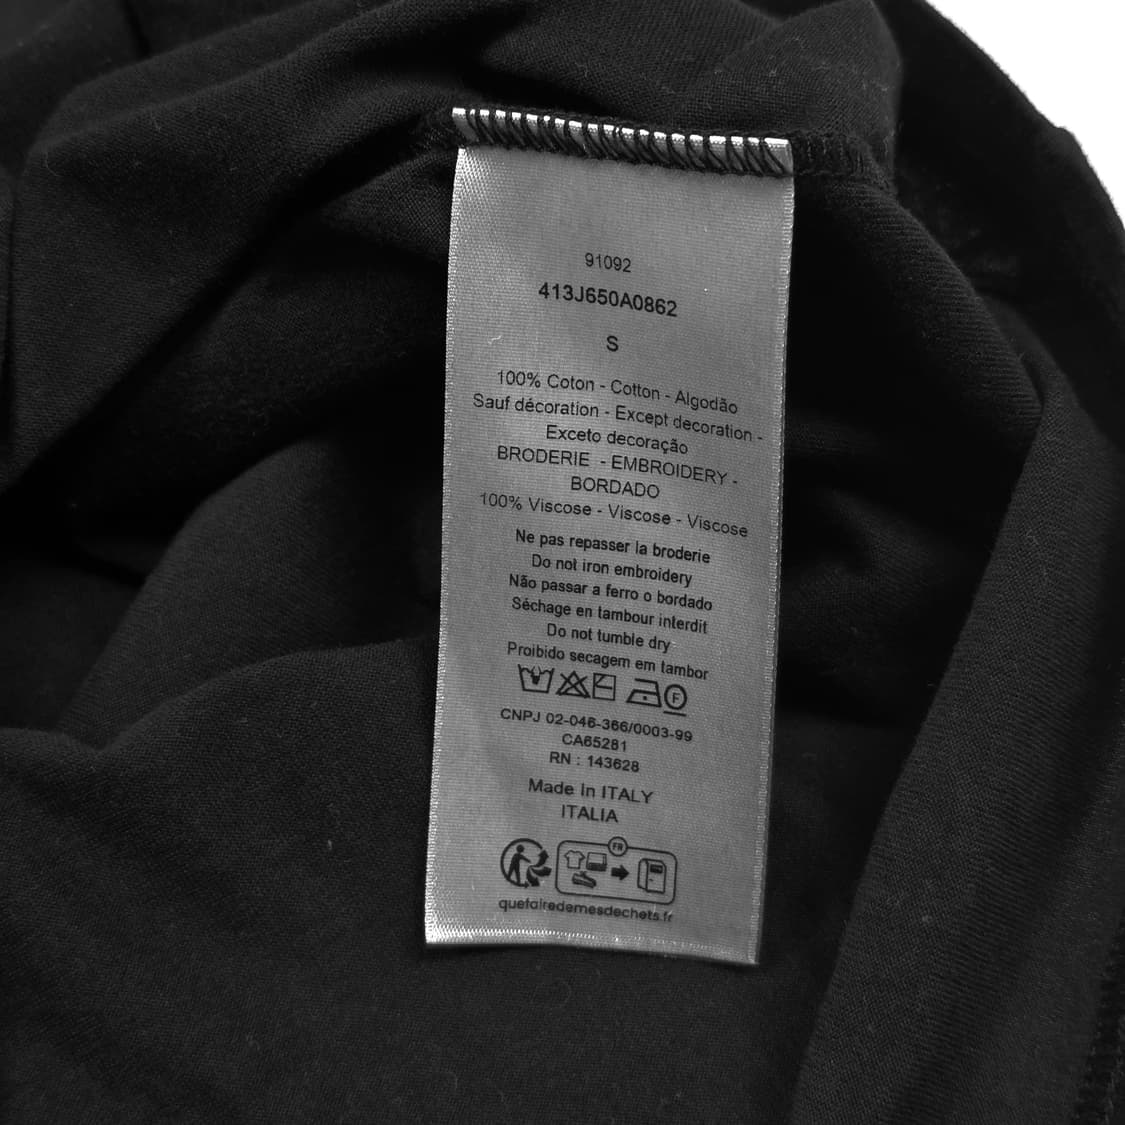 91092
413J650A0862
S
100% Coton - Cotton - Algodão
Sauf décoration - Except decoration -
Exceto decoração
BRODERIE - EMBROIDERY -
BORDADO
100% Viscose - Viscose - Viscose
Ne pas repasser la broderie
Do not iron embroidery
Não passar a ferro o bordado
Séchage en tambour interdit
Do not tumble dry
Proibido secagem em tambor
F
CNPJ 02-046-366/0003-99
CA65281
RN : 143628
Made In ITALY
ITALIA
FR
quefairedemesdechets.fr